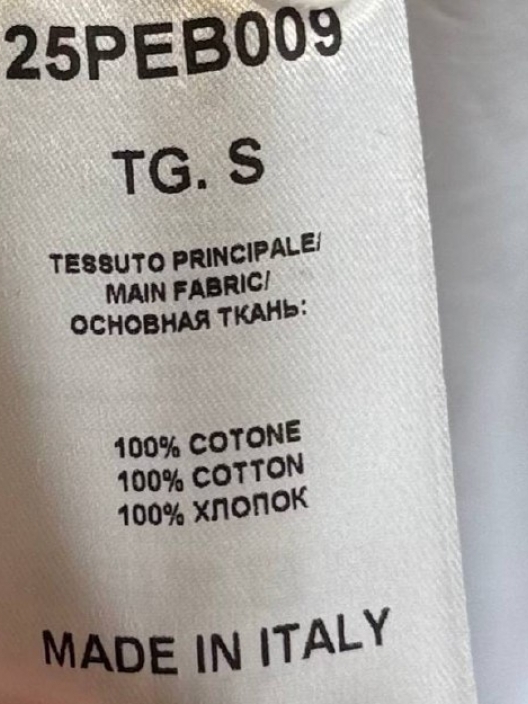 25PEB009
TG. S
TESSUTO PRINCIPALE/
MAIN FABRIC/
ОСНОВНАЯ ТКАНЬ:
100% COTONE
100% COTTON
100% ХЛОПОК
MADE IN ITALY